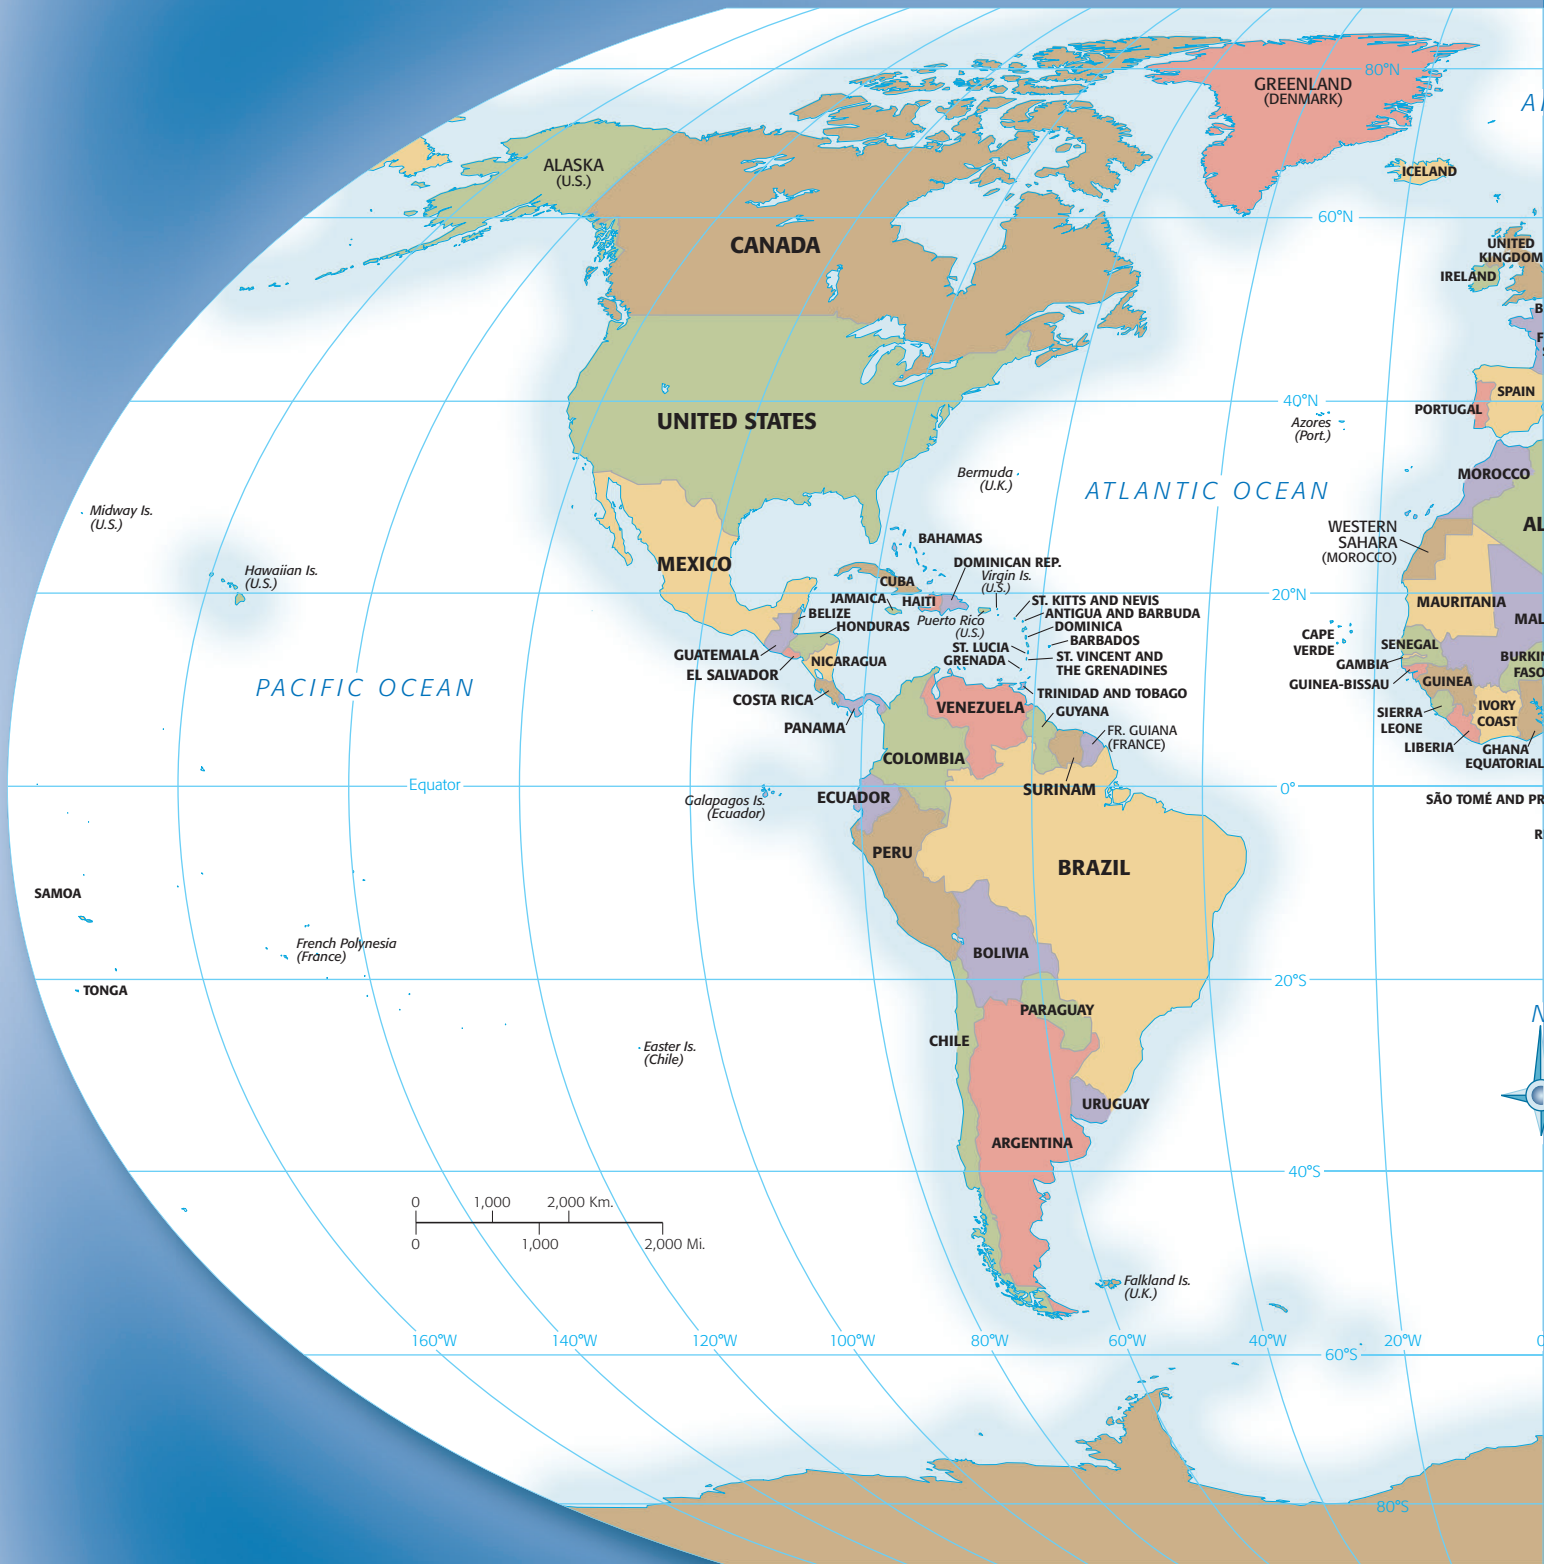 80°N
GREENLAND
(DENMARK)
ALASKA
(U.S.)
ICELAND
60°N
CANADA
UNITED
KINGDOM
IRELAND
UNITED STATES
40°N
SPAIN
PORTUGAL
Azores
(Port.)
Bermuda
(U.K.)
MOROCCO
ATLANTIC OCEAN
Midway Is.
(U.S.)
WESTERN
SAHARA
(MOROCCO)
BAHAMAS
MEXICO
DOMINICAN REP.
Hawaiian Is.
(U.S.)
Virgin Is.
(U.S.)
CUBA
20°N
JAMAICA
HAITI
ST. KITTS AND NEVIS
MAURITANIA
BELIZE
ANTIGUA AND BARBUDA
Puerto Rico
(U.S.)
HONDURAS
DOMINICA
CAPE
VERDE
BARBADOS
SENEGAL
ST. LUCIA
GUATEMALA
NICARAGUA
GRENADA
ST. VINCENT AND
THE GRENADINES
GAMBIA
EL SALVADOR
GUINEA-BISSAU
GUINEA
PACIFIC OCEAN
COSTA RICA
TRINIDAD AND TOBAGO
VENEZUELA
GUYANA
SIERRA
LEONE
IVORY
COAST
PANAMA
FR. GUIANA
(FRANCE)
LIBERIA
GHANA
COLOMBIA
EQUATORIAL
Equator
SURINAM
0°
Galapagos Is.
(Ecuador)
ECUADOR
SÃO TOMÉ AND PR
PERU
BRAZIL
SAMOA
French Polynesia
(France)
BOLIVIA
20°S
TONGA
PARAGUAY
CHILE
Easter Is.
(Chile)
URUGUAY
ARGENTINA
40°S
0 1,000 2,000 Km.
0 1,000 2,000 Mi.
Falkland Is.
(U.K.)
160°W 140°W 120°W 100°W 80°W 60°W 40°W 20°W 0
60°S
80°S